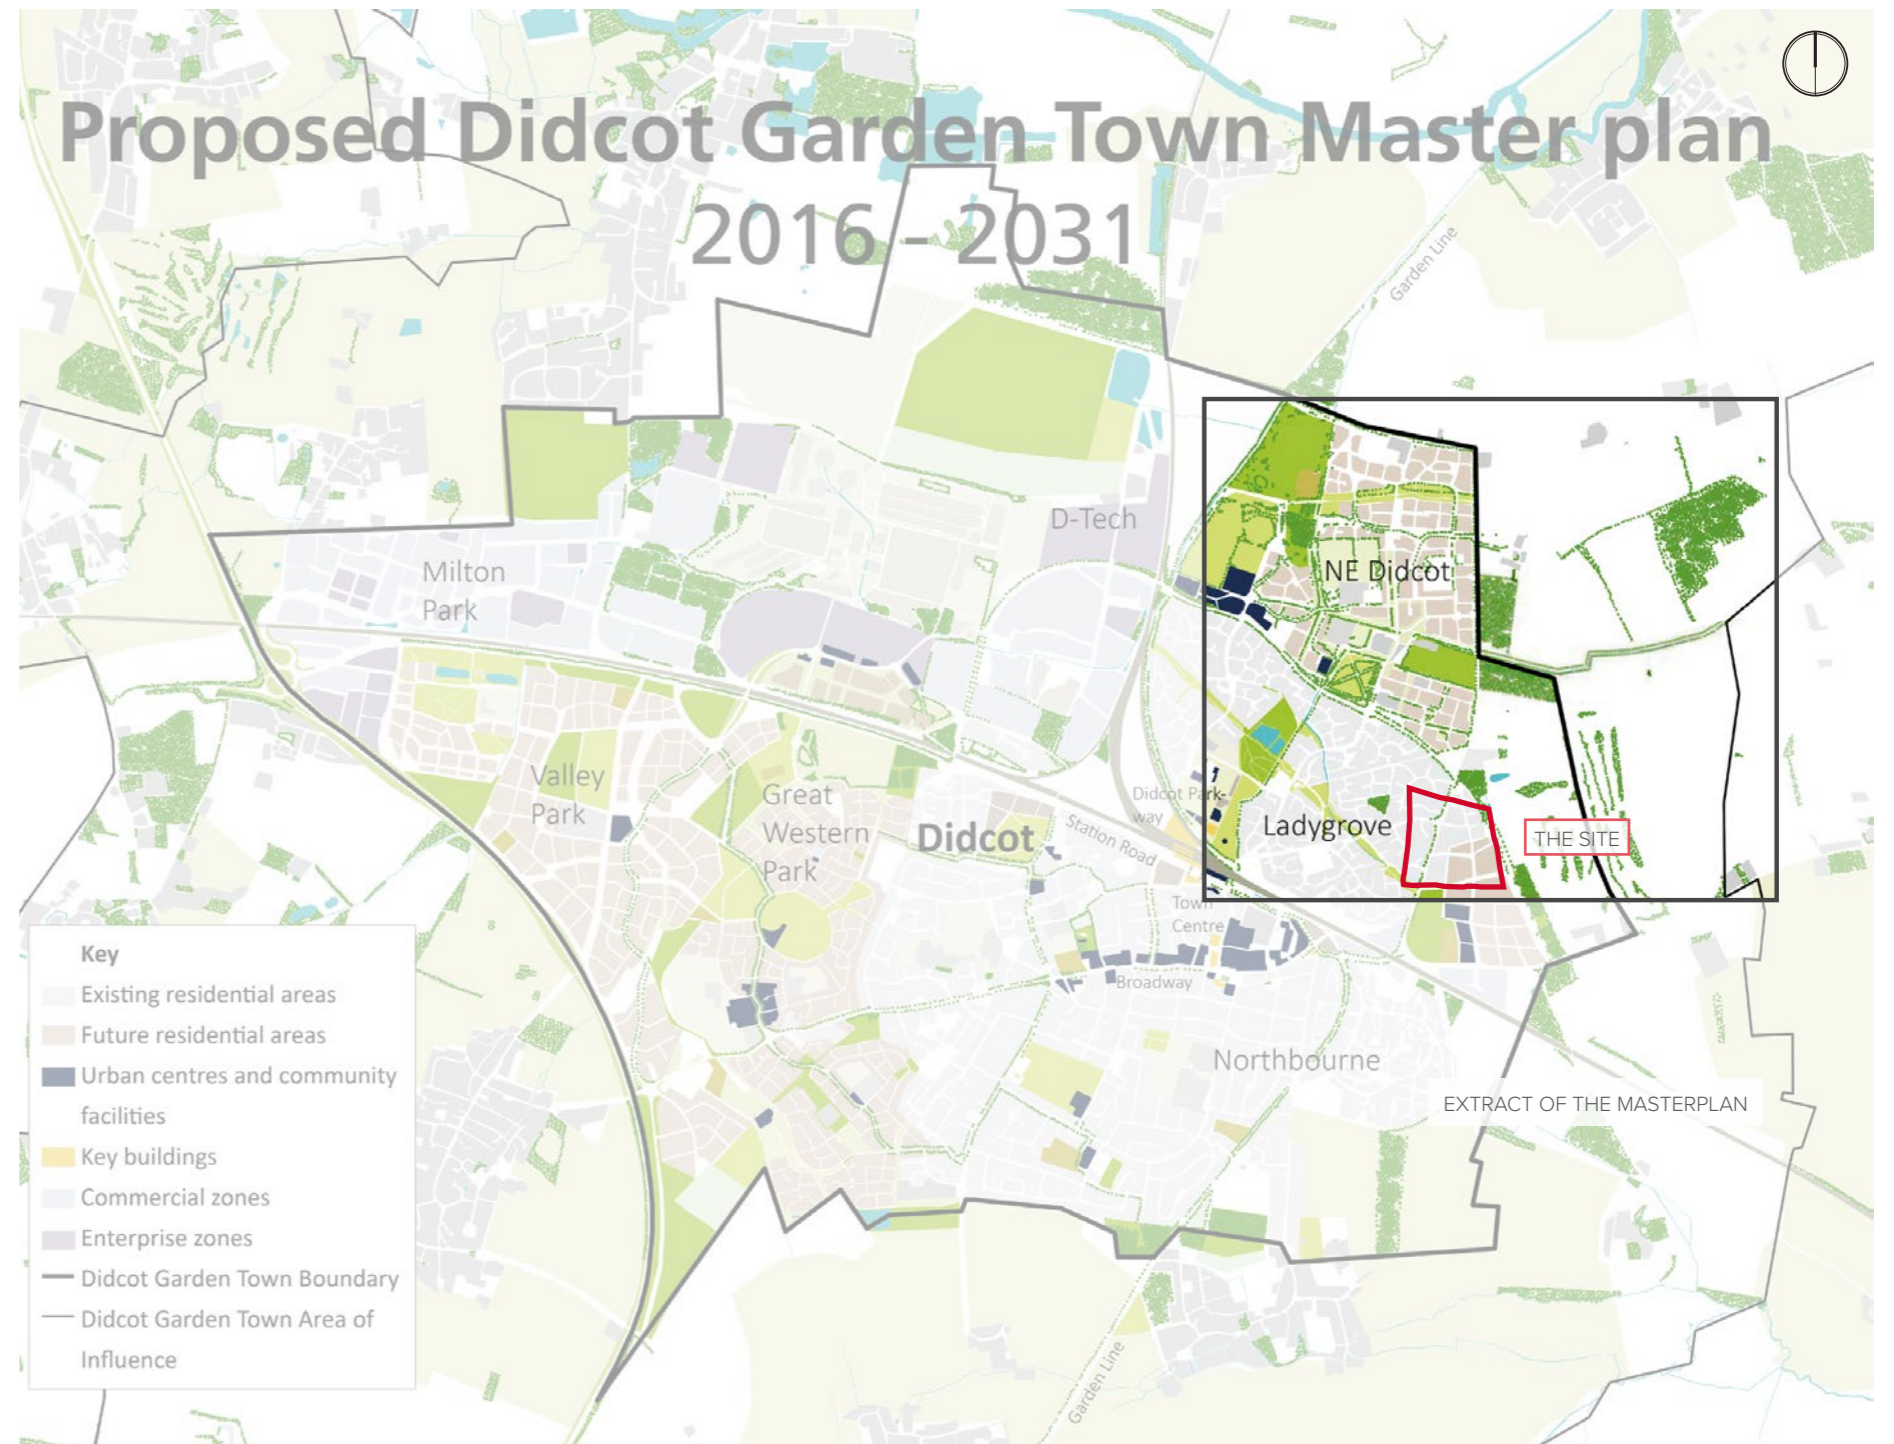 Proposed Didcot Garden Town Master plan
2016 – 2031
Garden Line
D-Tech
Milton
Park
NE Didcot
Valley
Park
Great
Western
Park
Didcot
Station Road
Didcot Park-
way
Ladygrove
THE SITE
Town
Centre
Broadway
Northbourne
EXTRACT OF THE MASTERPLAN
Garden Line
Key
Existing residential areas
Future residential areas
Urban centres and community
facilities
Key buildings
Commercial zones
Enterprise zones
Didcot Garden Town Boundary
Didcot Garden Town Area of
Influence